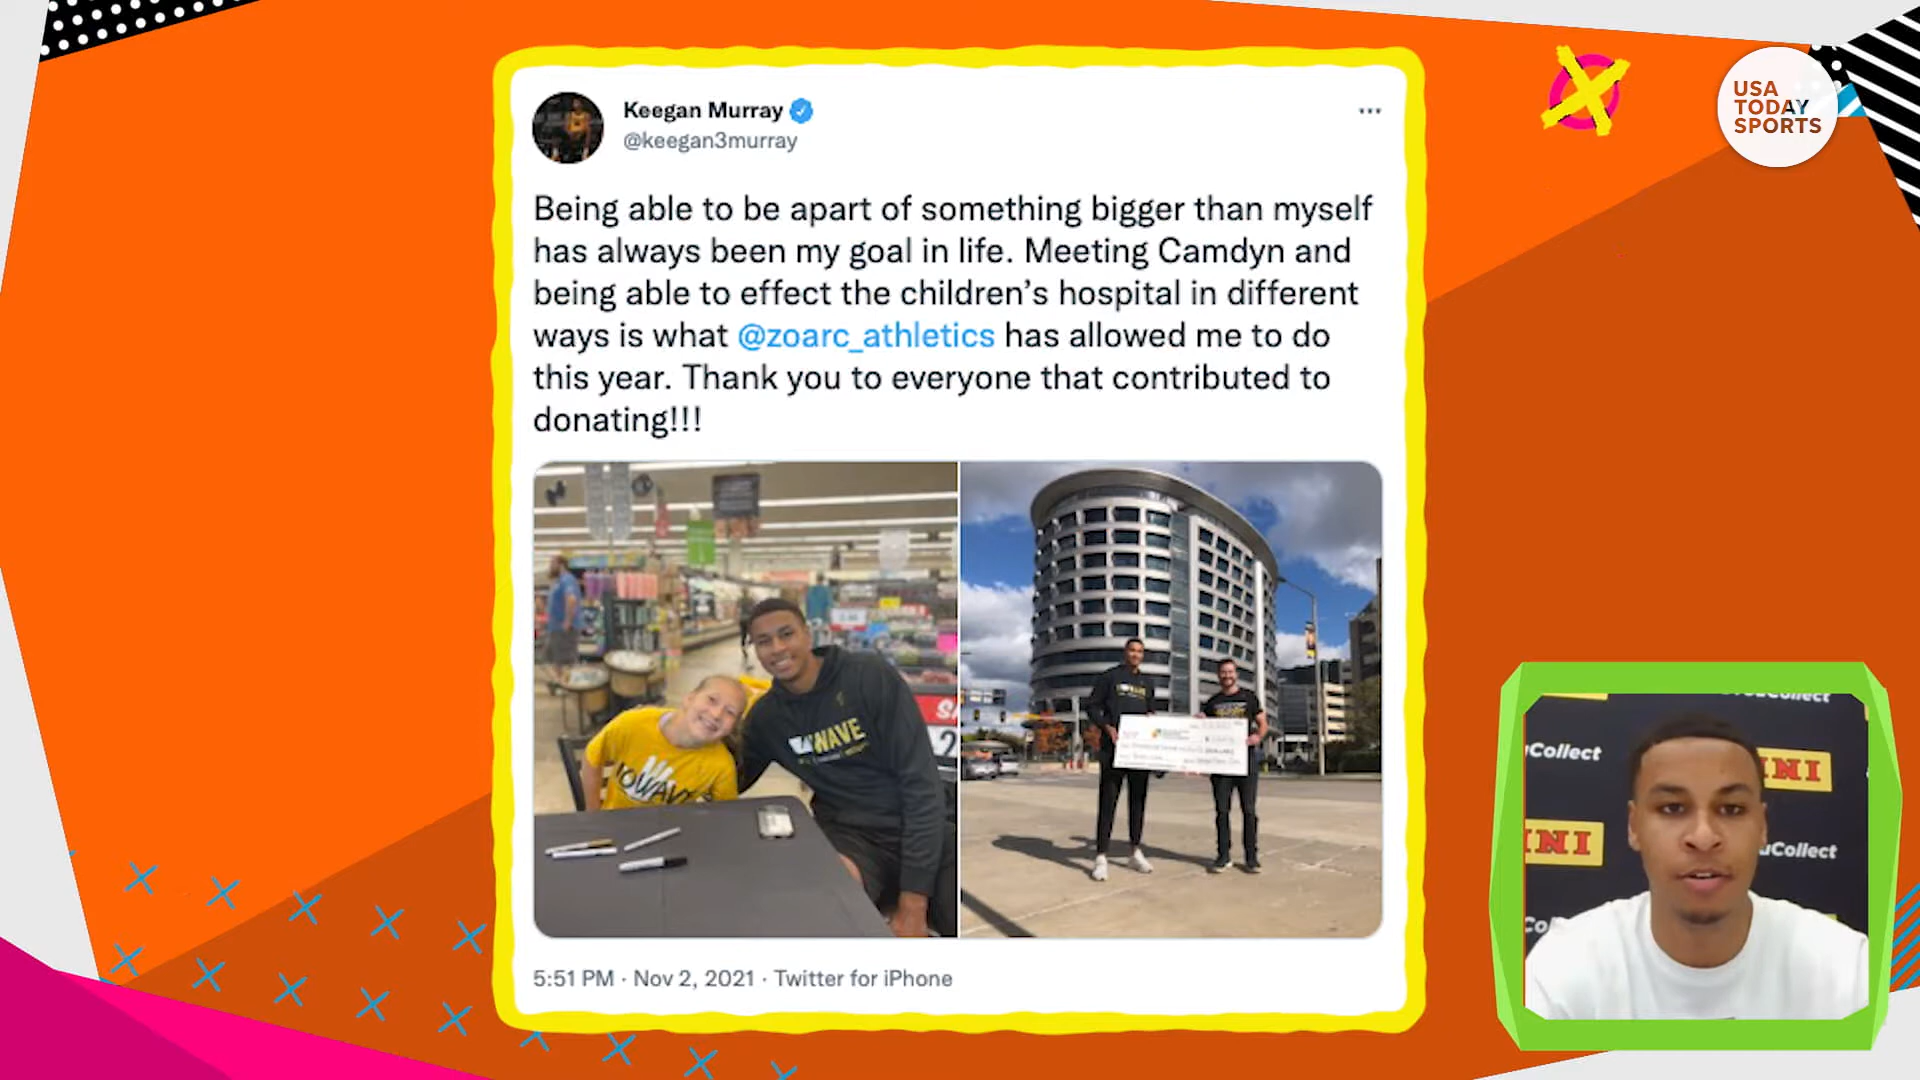 Keegan Murray
@keegan3murray
USA
TODAY
SPORTS
Being able to be apart of something bigger than myself
has always been my goal in life. Meeting Camdyn and
being able to effect the children’s hospital in different
ways is what @zoarc_athletics has allowed me to do
this year. Thank you to everyone that contributed to
donating!!!
WAVE
IOWAVE
5:51 PM · Nov 2, 2021 · Twitter for iPhone
Collect
INI
INI
Collect